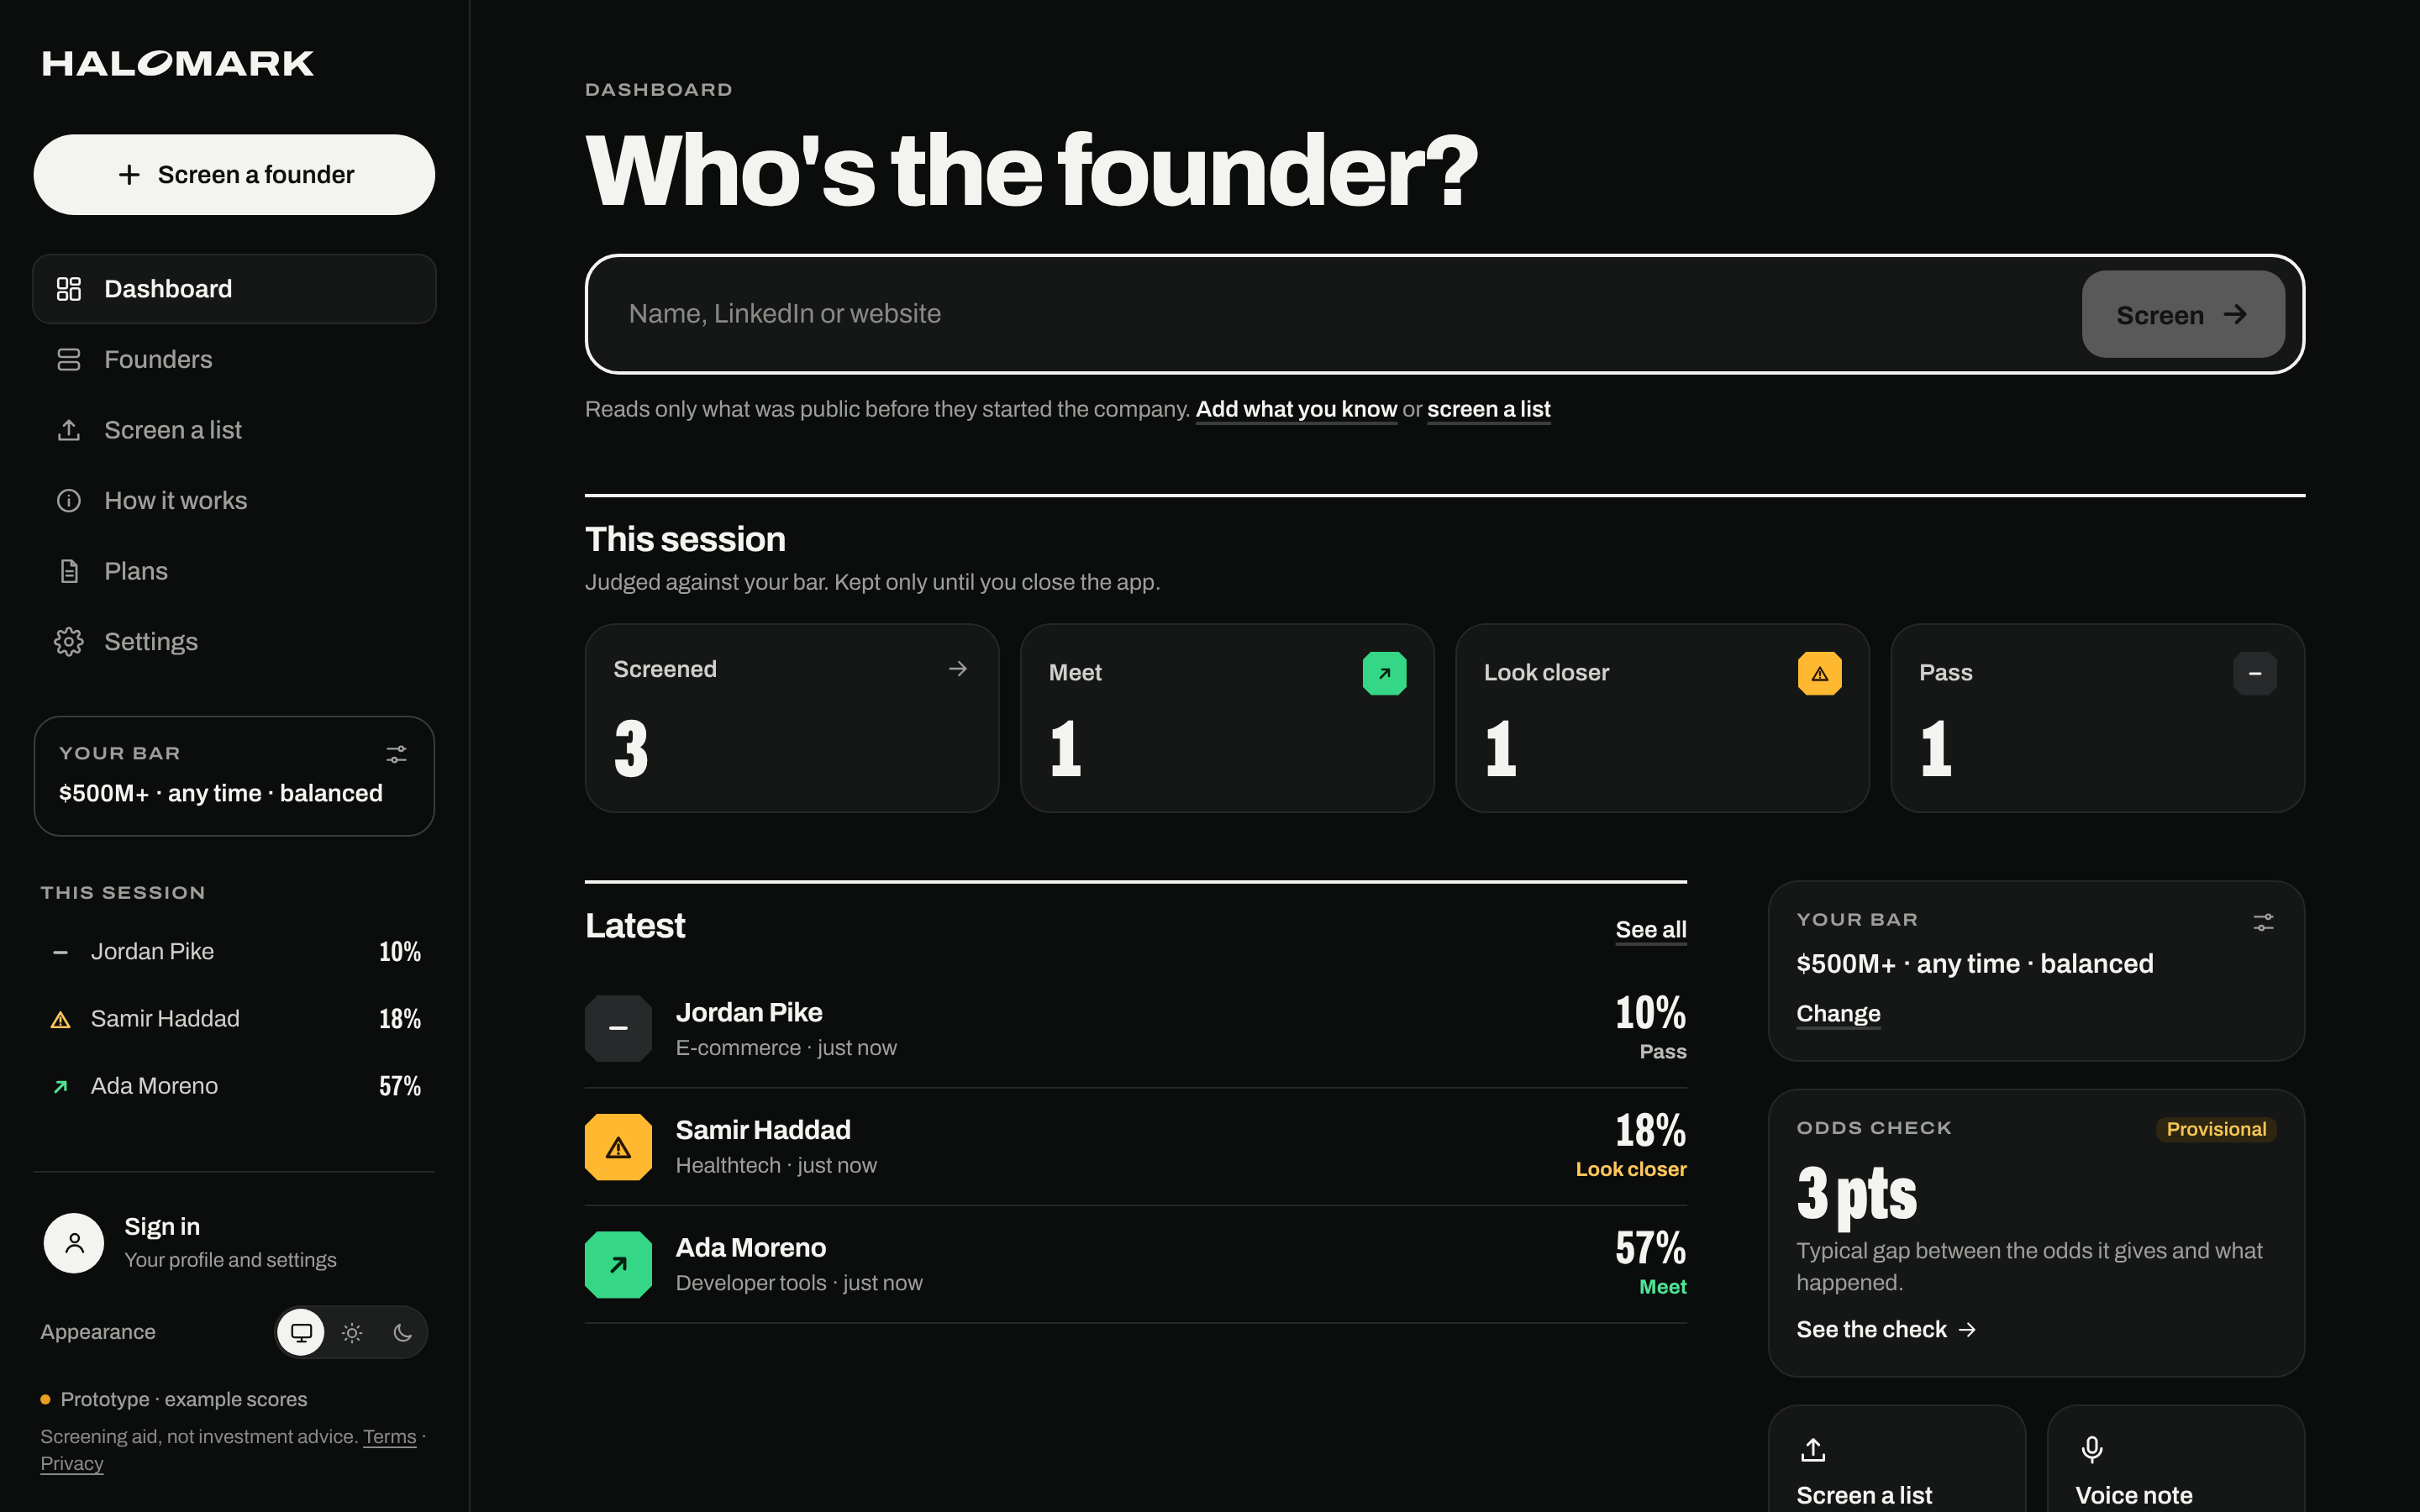 HALOMARK
Screen a founder
Dashboard
Founders
Screen a list
How it works
Plans
Settings
YOUR BAR
$500M+ · any time · balanced
THIS SESSION
Jordan Pike 10%
Samir Haddad 18%
Ada Moreno 57%
Sign in
Your profile and settings
Appearance
Prototype · example scores
Screening aid, not investment advice. Terms ·
Privacy
DASHBOARD
Who's the founder?
Name, LinkedIn or website
Screen
Reads only what was public before they started the company. Add what you know or screen a list
This session
Judged against your bar. Kept only until you close the app.
Screened
3
Meet
1
Look closer
1
Pass
1
Latest
See all
Jordan Pike
E-commerce · just now
10%
Pass
Samir Haddad
Healthtech · just now
18%
Look closer
Ada Moreno
Developer tools · just now
57%
Meet
YOUR BAR
$500M+ · any time · balanced
Change
ODDS CHECK
Provisional
3 pts
Typical gap between the odds it gives and what
happened.
See the check
Screen a list
Voice note